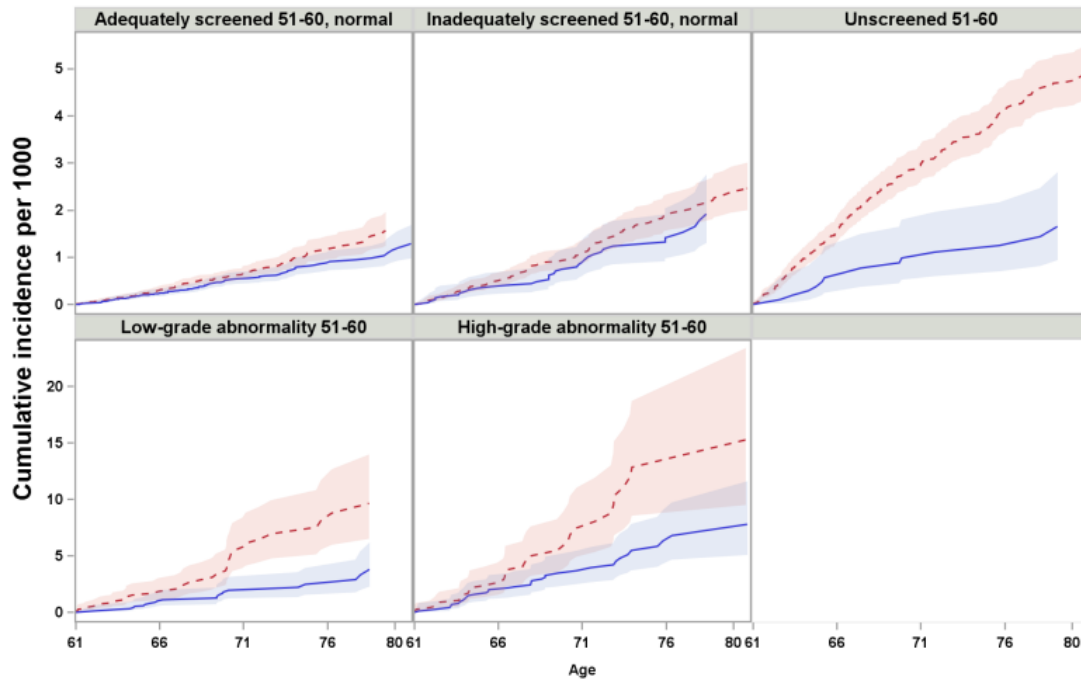 Adequately screened 51-60, normal
Inadequately screened 51-60, normal
Unscreened 51-60
5
4
3
2
1
0
Low-grade abnormality 51-60
High-grade abnormality 51-60
20
15
10
5
0
Cumulative incidence per 1000
61 66 71 76 80 61 66 71 76 80 61 66 71 76 80
Age